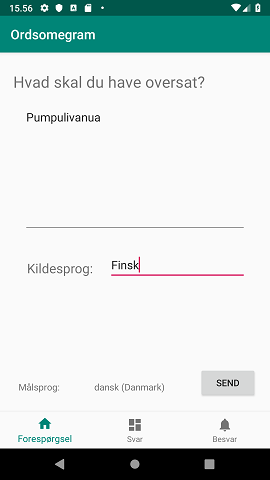 15.56
Ordsomegram
Hvad skal du have oversat?
Pumpulivanua
Kildesprog: Finsk
Målsprog: dansk (Danmark) SEND
Forespørgsel Svar Besvar